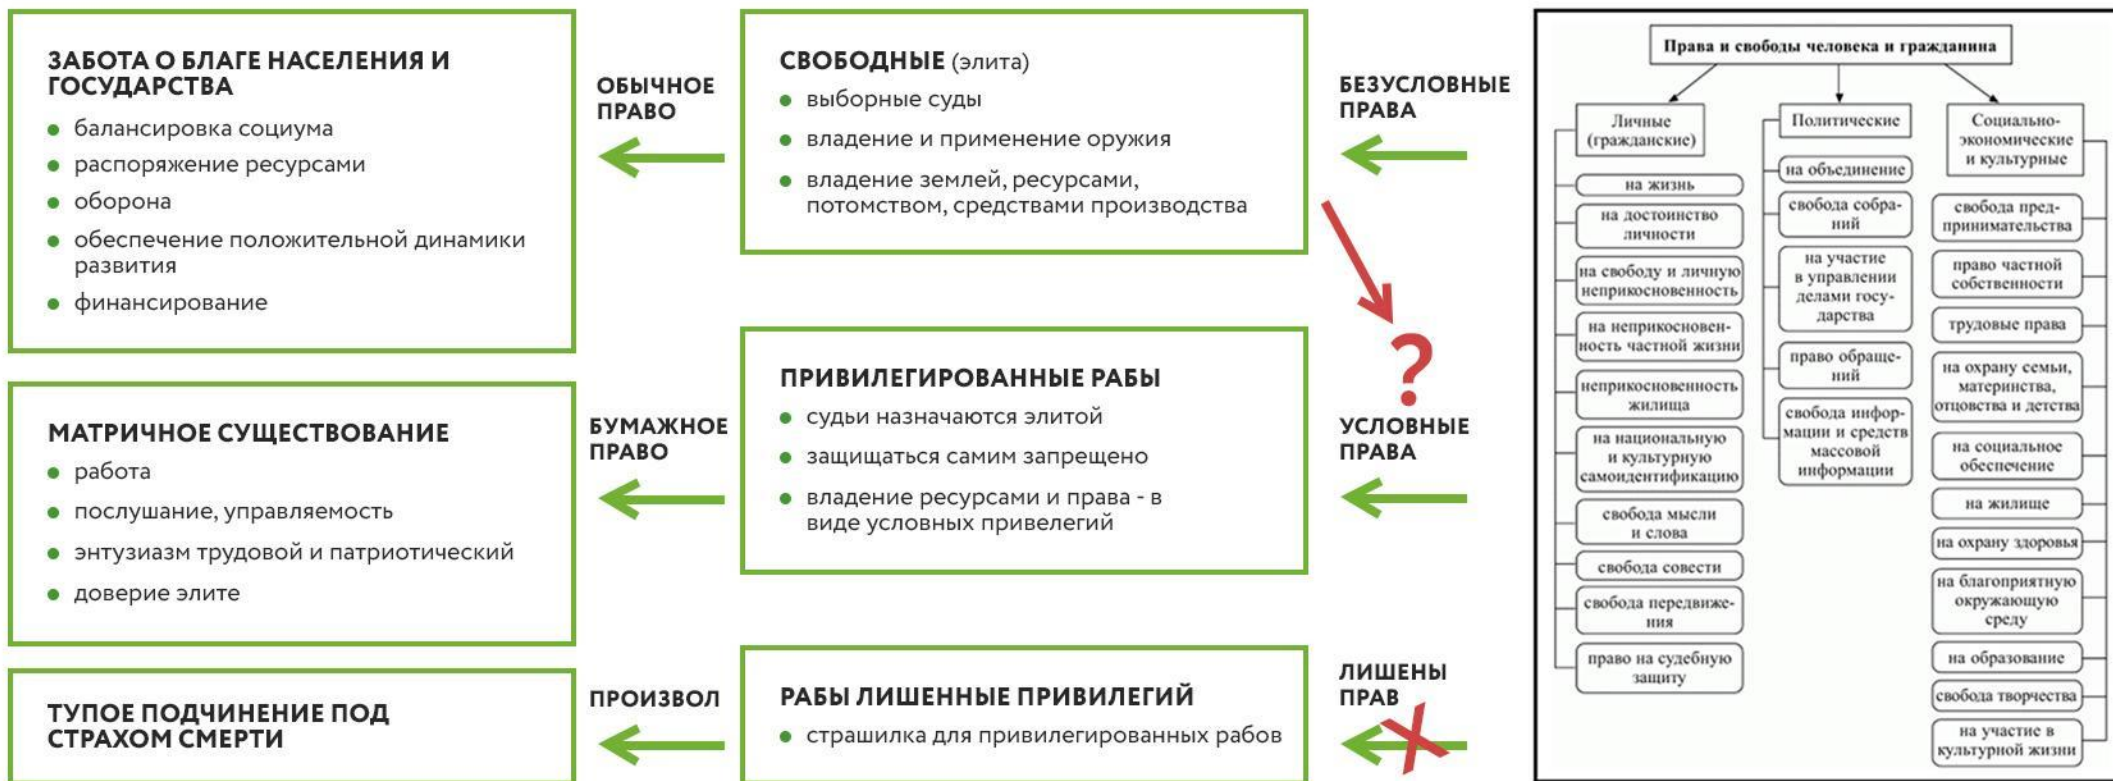 ЗАБОТА О БЛАГЕ НАСЕЛЕНИЯ И
ГОСУДАРСТВА
балансировка социума
распоряжение ресурсами
оборона
обеспечение положительной динамики
развития
финансирование
ОБЫЧНОЕ
ПРАВО
СВОБОДНЫЕ (элита)
выборные суды
владение и применение оружия
владение землей, ресурсами,
потомством, средствами производства
БЕЗУСЛОВНЫЕ
ПРАВА
МАТРИЧНОЕ СУЩЕСТВОВАНИЕ
работа
послушание, управляемость
энтузиазм трудовой и патриотический
доверие элите
БУМАЖНОЕ
ПРАВО
ПРИВИЛЕГИРОВАННЫЕ РАБЫ
судьи назначаются элитой
защищаться самим запрещено
владение ресурсами и права - в
виде условных привелегий
?
УСЛОВНЫЕ
ПРАВА
ТУПОЕ ПОДЧИНЕНИЕ ПОД
СТРАХОМ СМЕРТИ
ПРОИЗВОЛ
РАБЫ ЛИШЕННЫЕ ПРИВИЛЕГИЙ
страшилка для привилегированных рабов
ЛИШЕНЫ
ПРАВ
Права и свободы человека и гражданина
Личные
(гражданские)
на жизнь
на достоинство
личности
на свободу и личную
неприкосновенность
на неприкосновен-
ность частной жизни
неприкосновенность
жилища
на национальную
и культурную
самоидентификацию
свобода мысли
и слова
свобода совести
свобода передвиже-
ния
право на судебную
защиту
Политические
на объединение
свобода собра-
ний
на участие
в управлении
делами госу-
дарства
право обраще-
ний
свобода инфор-
мации и средств
массовой
информации
Социально-
экономические
и культурные
свобода пред-
принимательства
право частной
собственности
трудовые права
на охрану семьи,
материнства,
отцовства и детства
на социальное
обеспечение
на жилище
на охрану здоровья
на благоприятную
окружающую
среду
на образование
свобода творчества
на участие в
культурной жизни